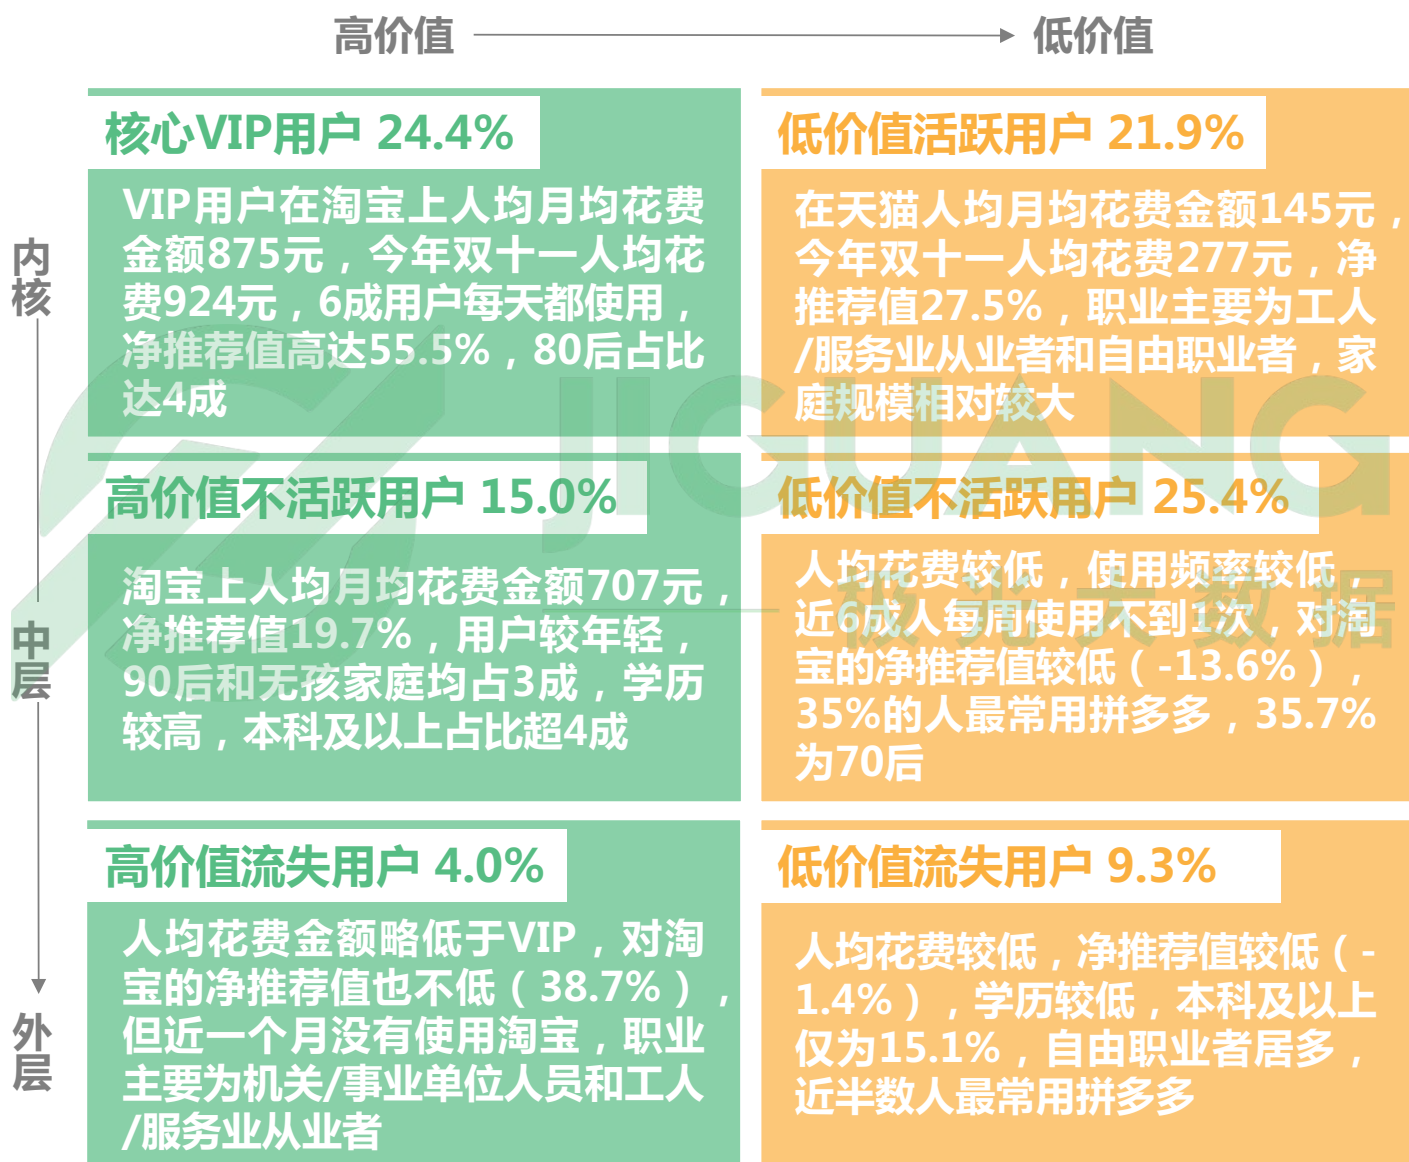 高价值
低价值
内核
中层
外层
核心VIP用户 24.4%
VIP用户在淘宝上人均月均花费
金额875元，今年双十一人均花
费924元，6成用户每天都使用，
净推荐值高达55.5%，80后占比
达4成
低价值活跃用户 21.9%
在天猫人均月均花费金额145元，
今年双十一人均花费277元，净
推荐值27.5%，职业主要为工人
/服务业从业者和自由职业者，家
庭规模相对较大
高价值不活跃用户 15.0%
淘宝上人均月均花费金额707元，
净推荐值19.7%，用户较年轻，
90后和无孩家庭均占3成，学历
较高，本科及以上占比超4成
低价值不活跃用户 25.4%
人均花费较低，使用频率较低，
近6成人每周使用不到1次，对淘
宝的净推荐值较低（-13.6%），
35%的人最常用拼多多，35.7%
为70后
高价值流失用户 4.0%
人均花费金额略低于VIP，对淘
宝的净推荐值也不低（38.7%），
但近一个月没有使用淘宝，职业
主要为机关/事业单位人员和工人
/服务业从业者
低价值流失用户 9.3%
人均花费较低，净推荐值较低（-
1.4%），学历较低，本科及以上
仅为15.1%，自由职业者居多，
近半数人最常用拼多多
JIGUANG
极光大数据